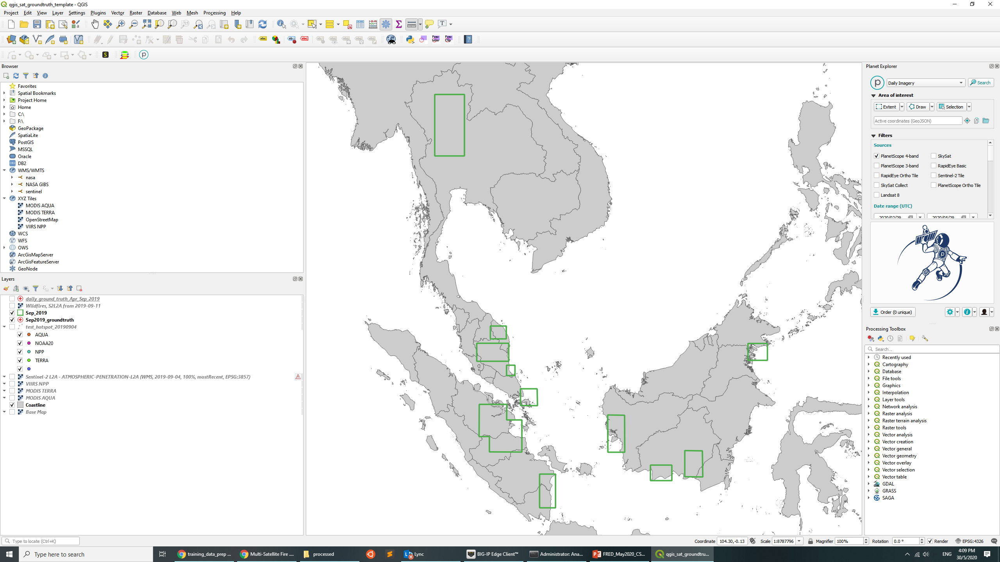 qgis_sat_groundtruth_template - QGIS
Project Edit View Layer Settings Plugins Vector Raster Database Web Mesh Processing Help
Browser
Favorites
Spatial Bookmarks
Project Home
Home
C:\
F:\
GeoPackage
SpatiaLite
PostGIS
MSSQL
Oracle
DB2
WMS/WMTS
nasa
NASA GIBS
sentinel
XYZ Tiles
MODIS AQUA
MODIS TERRA
OpenStreetMap
VIIRS NPP
WCS
WFS
OWS
ArcGisMapServer
ArcGisFeatureServer
GeoNode
Layers
daily_ground_truth_Apr_Sep_2019
Wildfires, S2L2A from 2019-09-11
Sep_2019
Sep2019_groundtruth
test_hotspot_20190904
AQUA
NOAA20
NPP
TERRA
Sentinel-2 L2A - ATMOSPHERIC-PENETRATION-L2A (WMS, 2019-09-04, 100%, mostRecent, EPSG:3857)
VIIRS NPP
MODIS TERRA
MODIS AQUA
Coastline
Base Map
Planet Explorer
Daily Imagery Search
Area of interest
Extent Draw Selection
Active coordinates (GeoJSON)
Filters
Sources
PlanetScope 4-band SkySat
PlanetScope 3-band RapidEye Basic
RapidEye Ortho Tile Sentinel-2 Tile
SkySat Collect PlanetScope Ortho Tile
Landsat 8
Date range (UTC)
2020/02/29 2020/05/29
Order (0 unique)
Processing Toolbox
Search...
Recently used
Cartography
Database
File tools
Graphics
Interpolation
Layer tools
Network analysis
Raster analysis
Raster terrain analysis
Raster tools
Vector analysis
Vector creation
Vector general
Vector geometry
Vector overlay
Vector selection
Vector table
GDAL
GRASS
SAGA
Type to locate (Ctrl+K) Coordinate 104.30,-0.13 Scale 1:8787796 Magnifier 100% Rotation 0.0 ° Render EPSG:4326
Type here to search training_data_prep ... Multi-Satellite Fire .... processed Lync BIG-IP Edge Client™ Administrator: Ana... FRED_May2020_CS... qgis_sat_groundtru... ENG 4:09 PM
30/5/2020